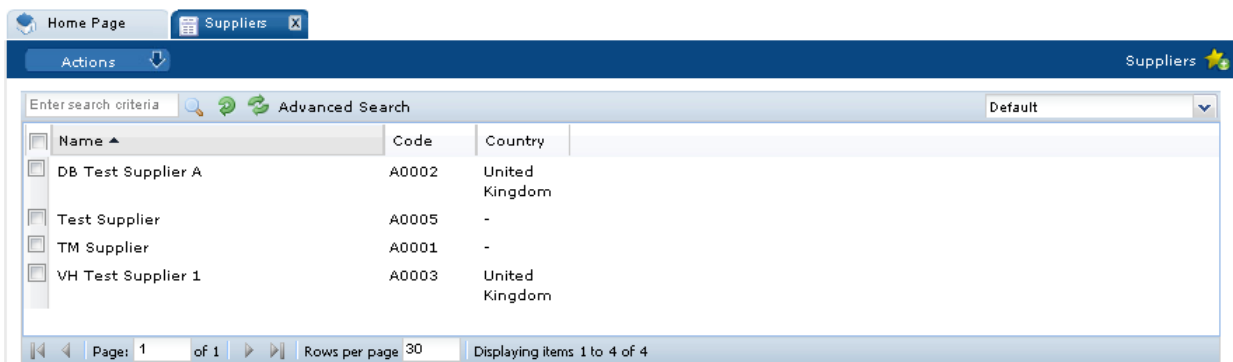 Home Page Suppliers X
Actions Suppliers
Enter search criteria Advanced Search Default
Name Code Country
DB Test Supplier A A0002 United
Kingdom
Test Supplier A0005 -
TM Supplier A0001 -
VH Test Supplier 1 A0003 United
Kingdom
Page: 1 of 1 Rows per page 30 Displaying items 1 to 4 of 4